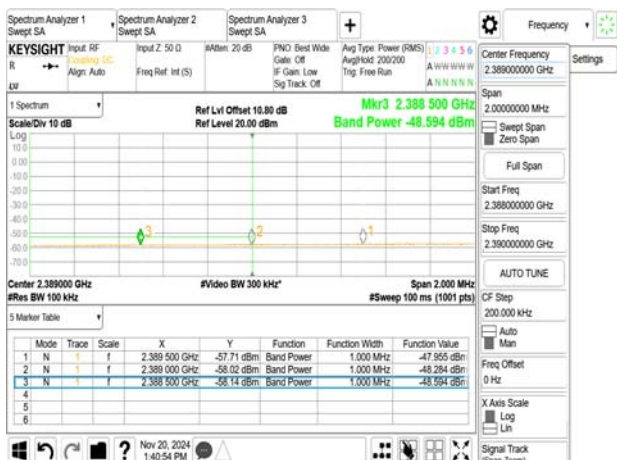 Spectrum Analyzer 1
Swept SA
Spectrum Analyzer 2
Swept SA
Spectrum Analyzer 3
Swept SA
Frequency
KEYSIGHT
R
Input: RF
Coupling: DC
Align: Auto
Input Z: 50 Ω
Freq Ref: Int (S)
#Atten: 20 dB
PNO: Best Wide
Gate: Off
IF Gain: Low
Sig Track: Off
Avg Type: Power (RMS)
Avg|Hold: 200/200
Trig: Free Run
1 2 3 4 5 6
A W W W W W
A N N N N N
Settings
1 Spectrum
Scale/Div 10 dB
Log
Ref Lvl Offset 10.80 dB
Ref Level 20.00 dBm
Mkr3 2.388 500 GHz
Band Power -48.594 dBm
10.0
0.00
-10.0
-20.0
-30.0
-40.0
-50.0
-60.0
-70.0
3
2
1
Center 2.389000 GHz
#Res BW 100 kHz
#Video BW 300 kHz*
Span 2.000 MHz
#Sweep 100 ms (1001 pts)
5 Marker Table
Mode Trace Scale X Y Function Function Width Function Value
1 N 1 f 2.389 500 GHz -57.71 dBm Band Power 1.000 MHz -47.955 dBm
2 N 1 f 2.389 000 GHz -58.02 dBm Band Power 1.000 MHz -48.284 dBm
3 N 1 f 2.388 500 GHz -58.14 dBm Band Power 1.000 MHz -48.594 dBm
4
5
6
Nov 20, 2024
1:40:54 PM
Center Frequency
2.389000000 GHz
Span
2.00000000 MHz
Swept Span
Zero Span
Full Span
Start Freq
2.388000000 GHz
Stop Freq
2.390000000 GHz
AUTO TUNE
CF Step
200.000 kHz
Auto
Man
Freq Offset
0 Hz
X Axis Scale
Log
Lin
Signal Track